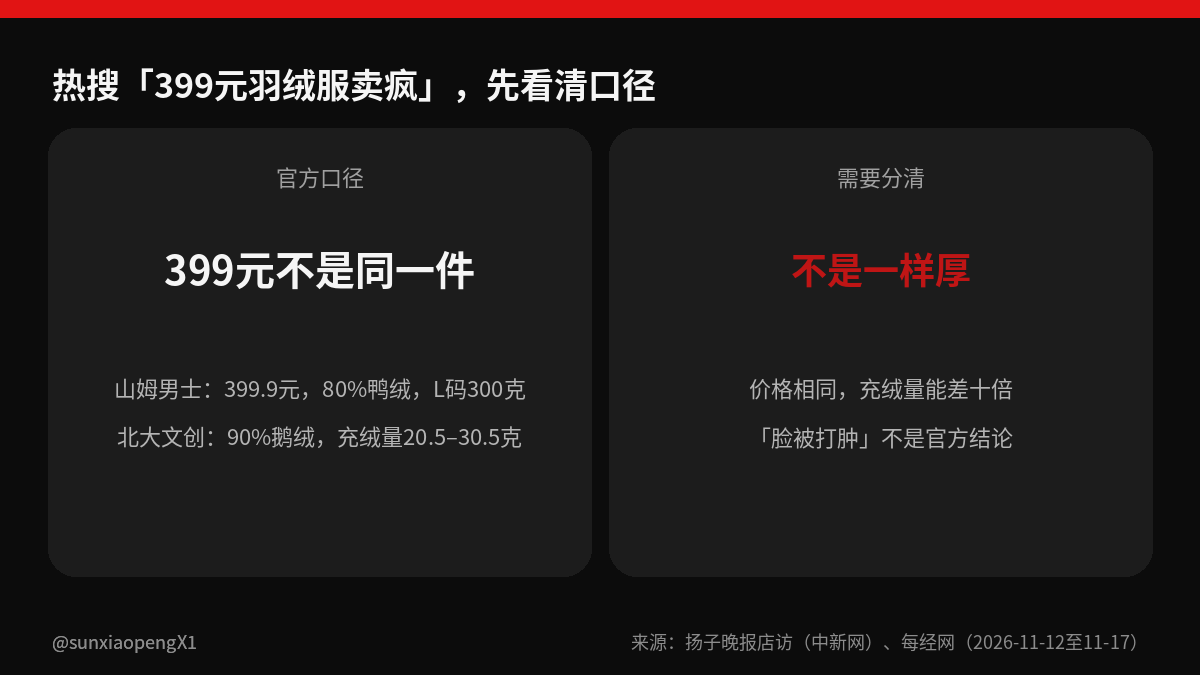 热搜「399元羽绒服卖疯」，先看清口径
官方口径
399元不是同一件
山姆男士：399.9元，80%鸭绒，L码300克
北大文创：90%鹅绒，充绒量20.5–30.5克
需要分清
不是一样厚
价格相同，充绒量能差十倍
「脸被打肿」不是官方结论
@sunxiaopengX1
来源：扬子晚报店访（中新网）、每经网（2026-11-12至11-17）